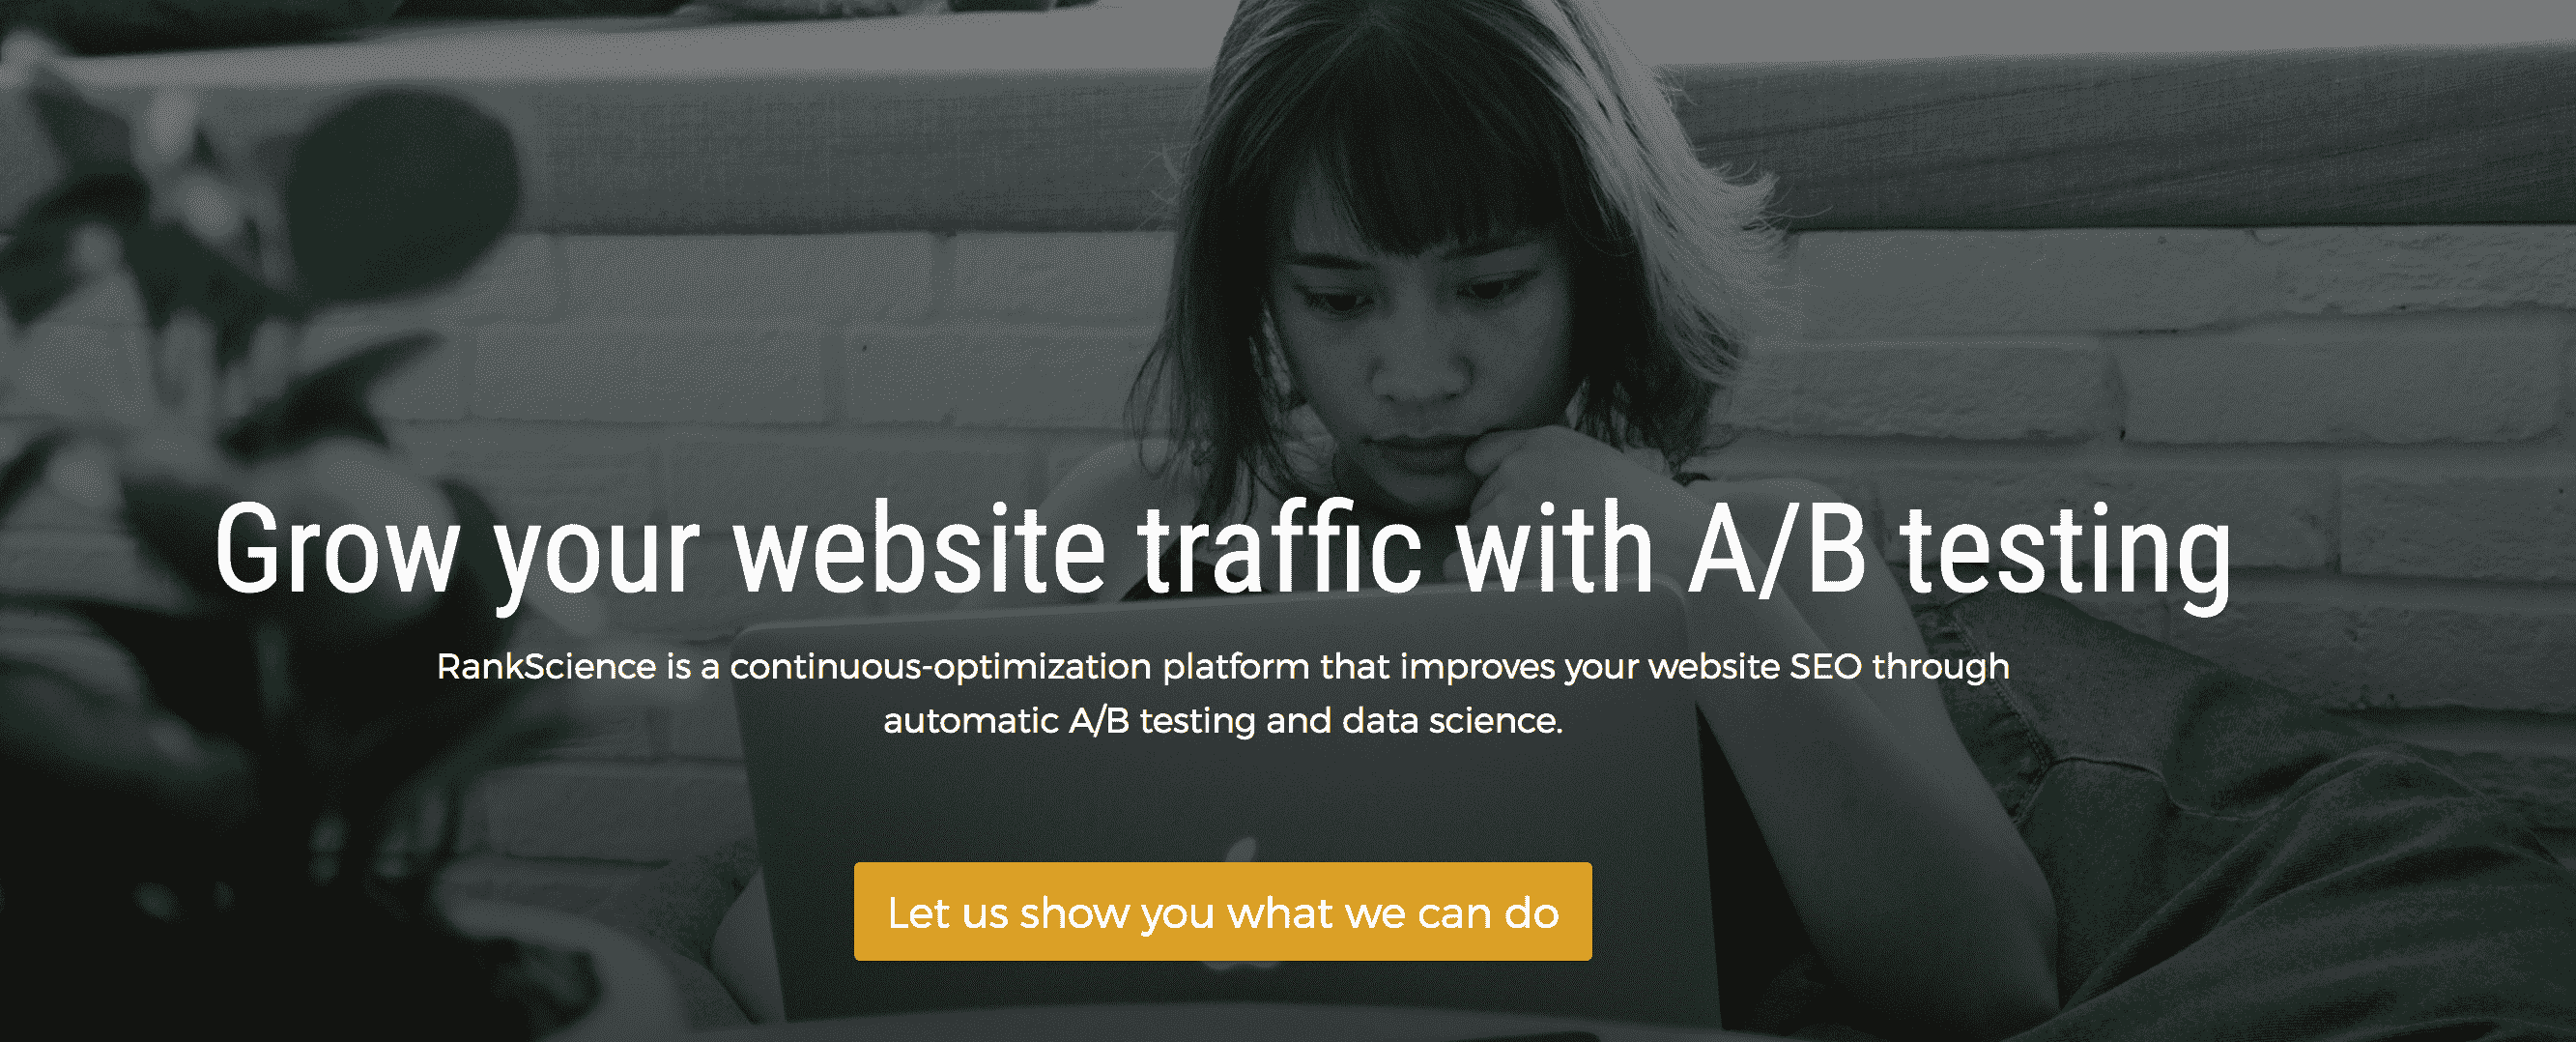 Grow your website traffic with A/B testing
RankScience is a continuous-optimization platform that improves your website SEO through
automatic A/B testing and data science.
Let us show you what we can do